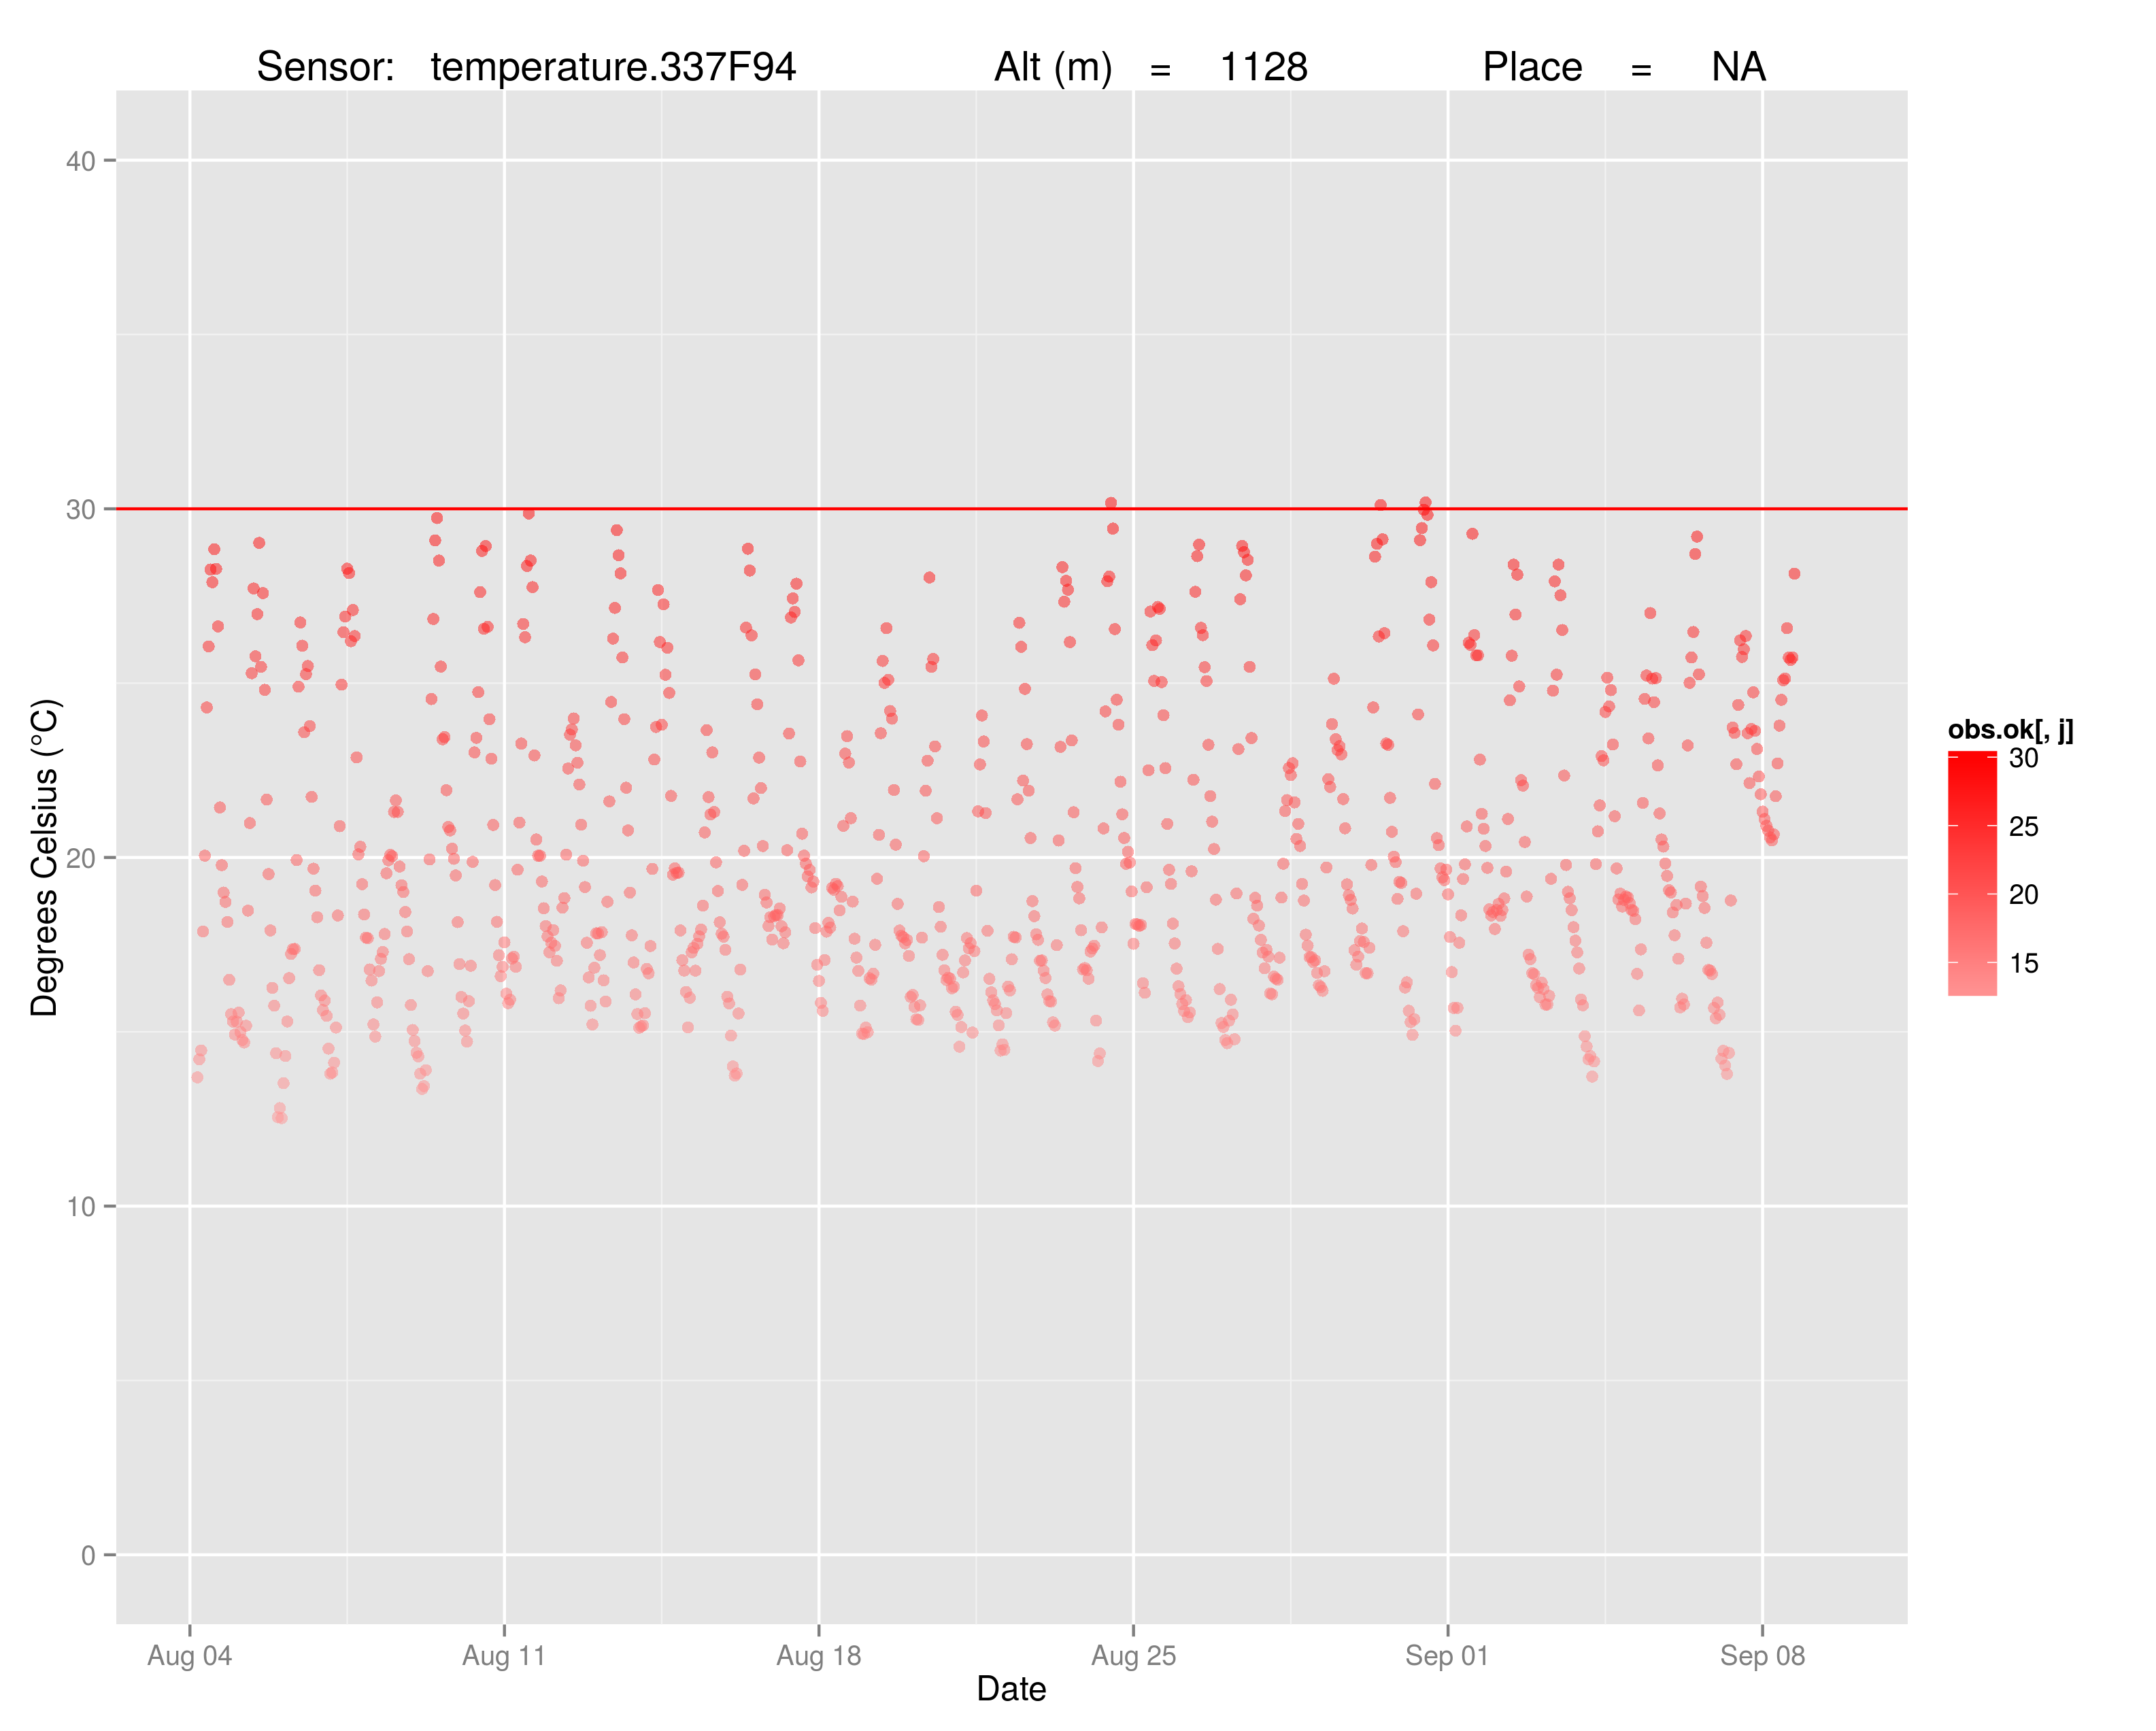 Sensor: temperature.337F94 Alt (m) = 1128 Place = NA
40
30
20
10
0
Degrees Celsius (°C)
Aug 04 Aug 11 Aug 18 Aug 25 Sep 01 Sep 08
Date
obs.ok[, j]
30
25
20
15